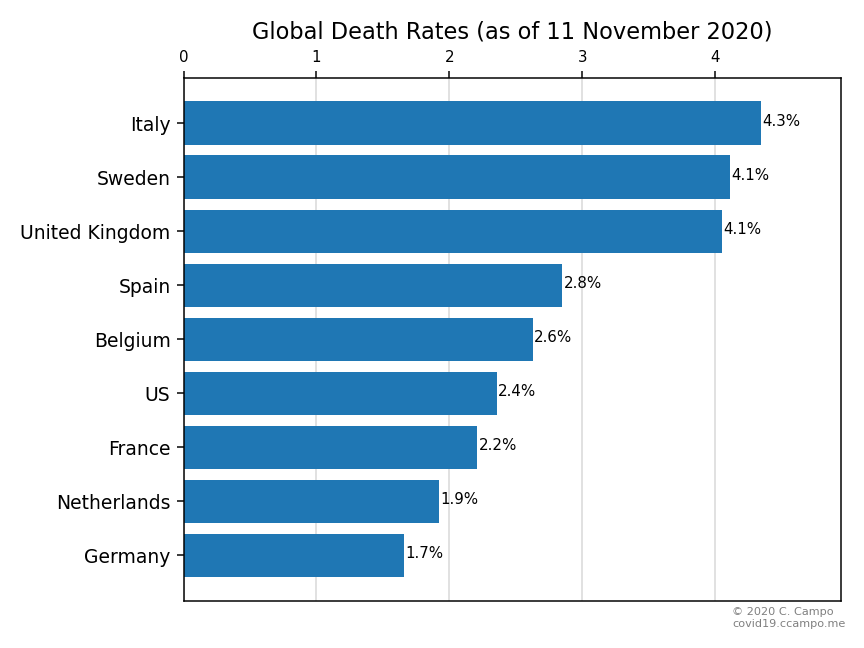 Global Death Rates (as of 11 November 2020)
0 1 2 3 4
Italy 4.3%
Sweden 4.1%
United Kingdom 4.1%
Spain 2.8%
Belgium 2.6%
US 2.4%
France 2.2%
Netherlands 1.9%
Germany 1.7%
© 2020 C. Campo
covid19.ccampo.me